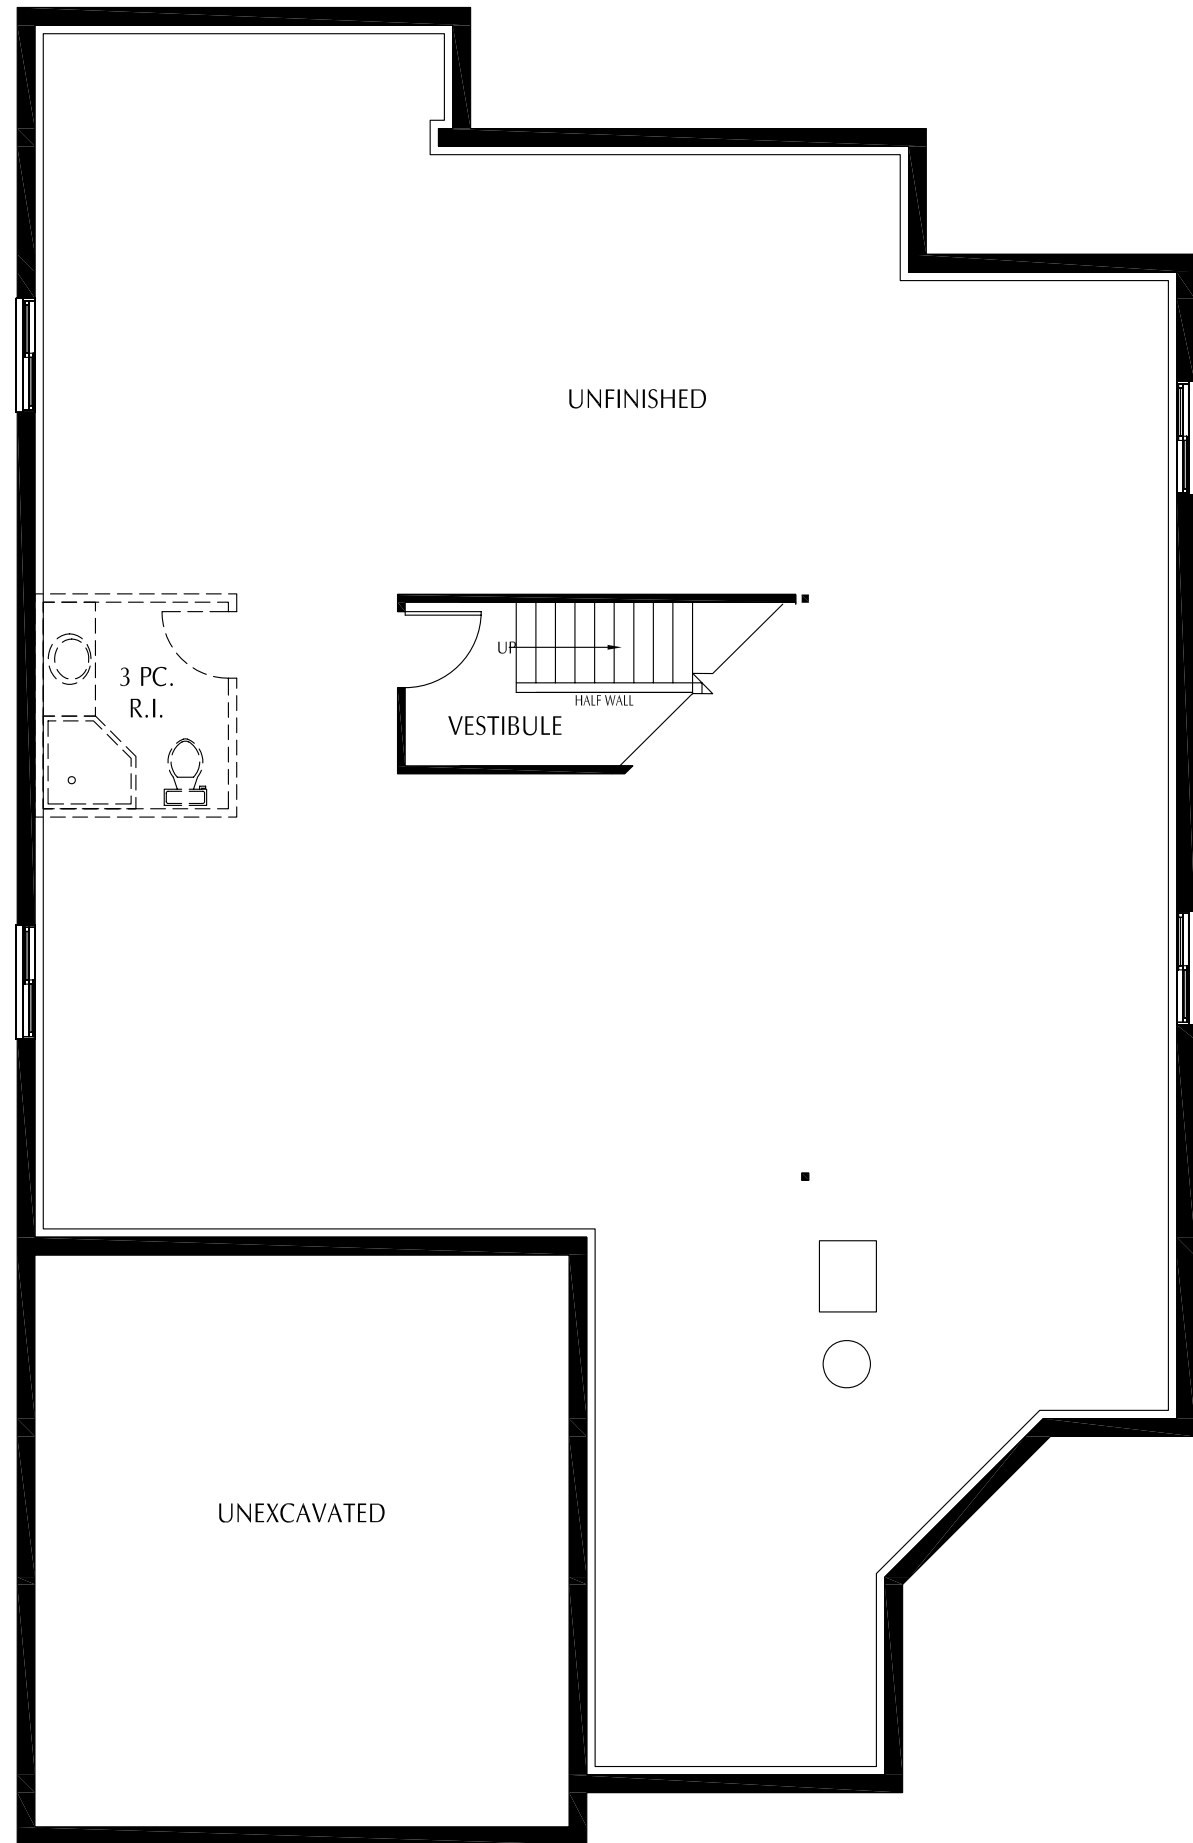 UNFINISHED
UP
3 PC.
R.I.
HALF WALL
VESTIBULE
UNEXCAVATED